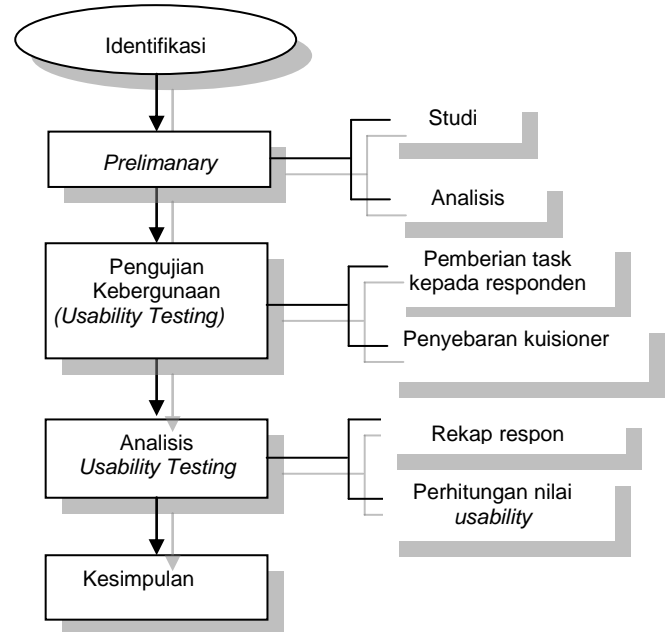 Identifikasi
Prelimanary
Studi
Analisis
Pengujian
Kebergunaan
(Usability Testing)
Pemberian task
kepada responden
Penyebaran kuisioner
Analisis
Usability Testing
Rekap respon
Perhitungan nilai
usability
Kesimpulan